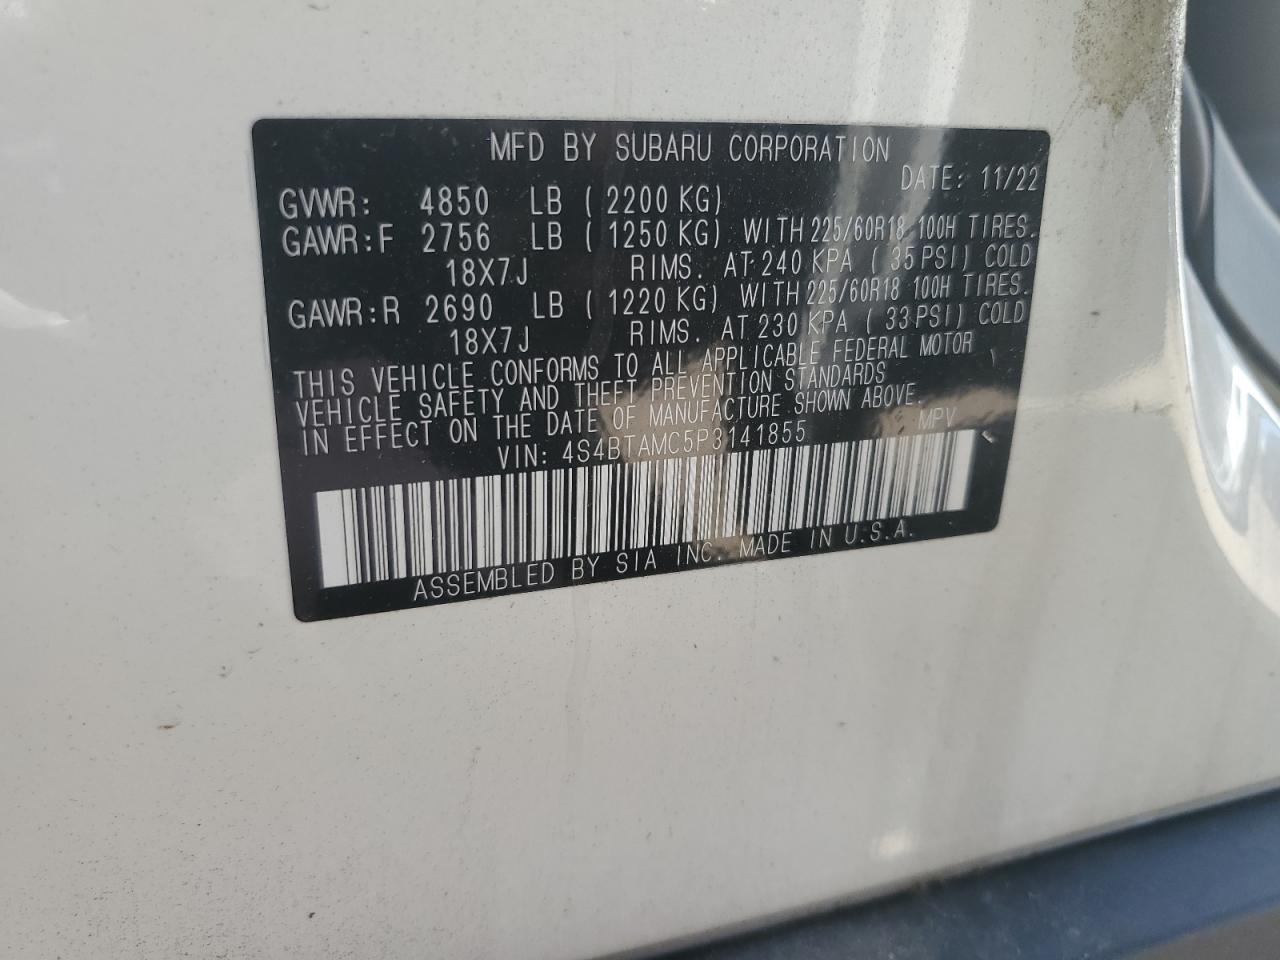 MFD BY SUBARU CORPORATION
DATE: 11/22
GVWR: 4850 LB ( 2200 KG)
GAWR:F 2756 LB ( 1250 KG) WITH 225/60R18 100H TIRES.
18X7J RIMS. AT 240 KPA ( 35 PSI) COLD
GAWR:R 2690 LB ( 1220 KG) WITH 225/60R18 100H TIRES.
18X7J RIMS. AT 230 KPA ( 33 PSI) COLD
THIS VEHICLE CONFORMS TO ALL APPLICABLE FEDERAL MOTOR
VEHICLE SAFETY AND THEFT PREVENTION STANDARDS
IN EFFECT ON THE DATE OF MANUFACTURE SHOWN ABOVE.
VIN: 4S4BTAMC5P3141855 MPV
ASSEMBLED BY SIA INC. MADE IN U.S.A.